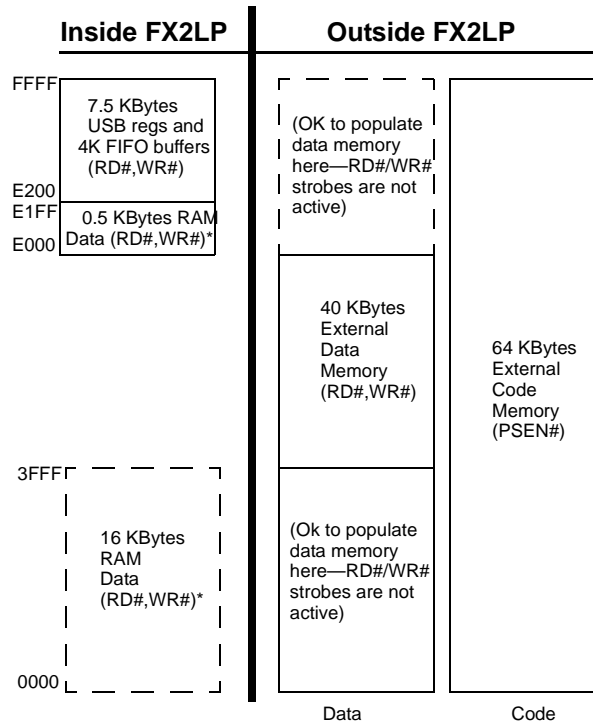 Inside FX2LP
Outside FX2LP
FFFF
7.5 KBytes
USB regs and
4K FIFO buffers
(RD#,WR#)
E200
E1FF
0.5 KBytes RAM
Data (RD#,WR#)*
E000
(OK to populate
data memory
here—RD#/WR#
strobes are not
active)
40 KBytes
External
Data
Memory
(RD#,WR#)
64 KBytes
External
Code
Memory
(PSEN#)
3FFF
16 KBytes
RAM
Data
(RD#,WR#)*
(Ok to populate
data memory
here—RD#/WR#
strobes are not
active)
0000
Data
Code